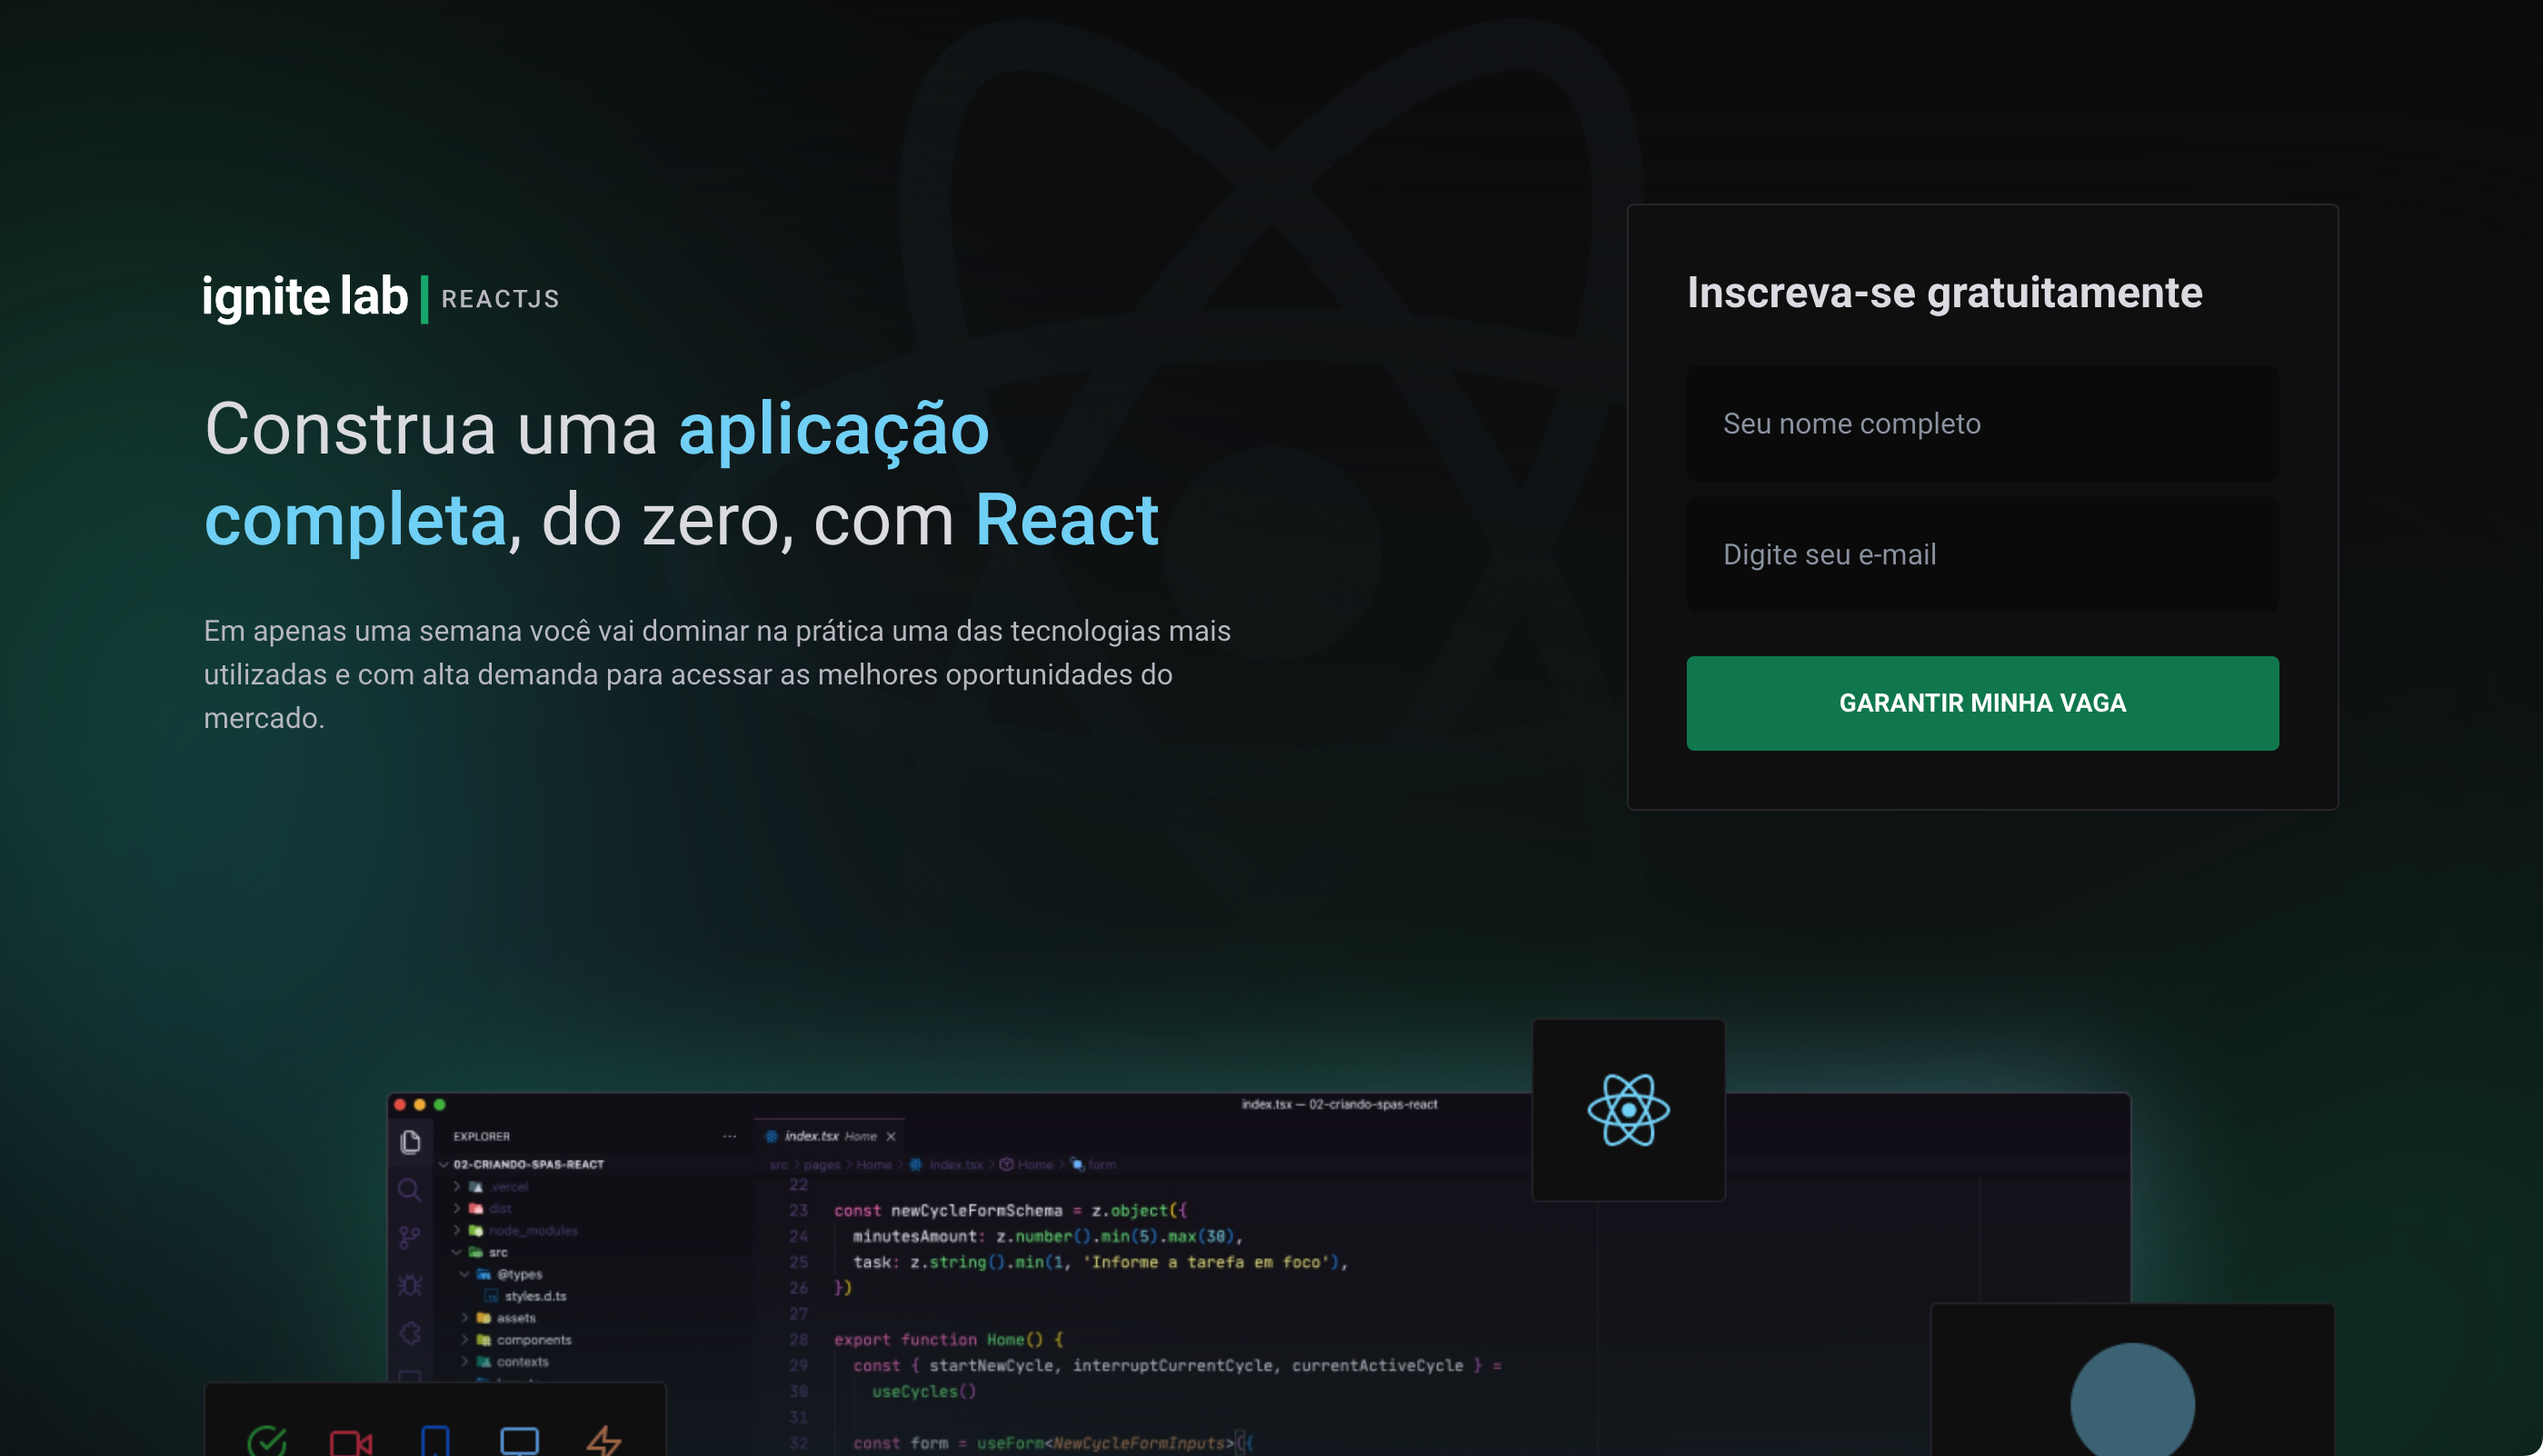 ignite lab | REACTJS
Construa uma aplicação
completa, do zero, com React
Em apenas uma semana você vai dominar na prática uma das tecnologias mais
utilizadas e com alta demanda para acessar as melhores oportunidades do
mercado.
Inscreva-se gratuitamente
Seu nome completo
Digite seu e-mail
GARANTIR MINHA VAGA
index.tsx — 02-criando-spas-react
EXPLORER ···
02-CRIANDO-SPAS-REACT
.vercel
dist
node_modules
src
@types
styles.d.ts
assets
components
contexts
index.tsx Home
src > pages > Home > index.tsx > Home > form
22
23 const newCycleFormSchema = z.object({
24 minutesAmount: z.number().min(5).max(30),
25 task: z.string().min(1, 'Informe a tarefa em foco'),
26 })
27
28 export function Home() {
29 const { startNewCycle, interruptCurrentCycle, currentActiveCycle } =
30 useCycles()
31
32 const form = useForm<NewCycleFormInputs>({